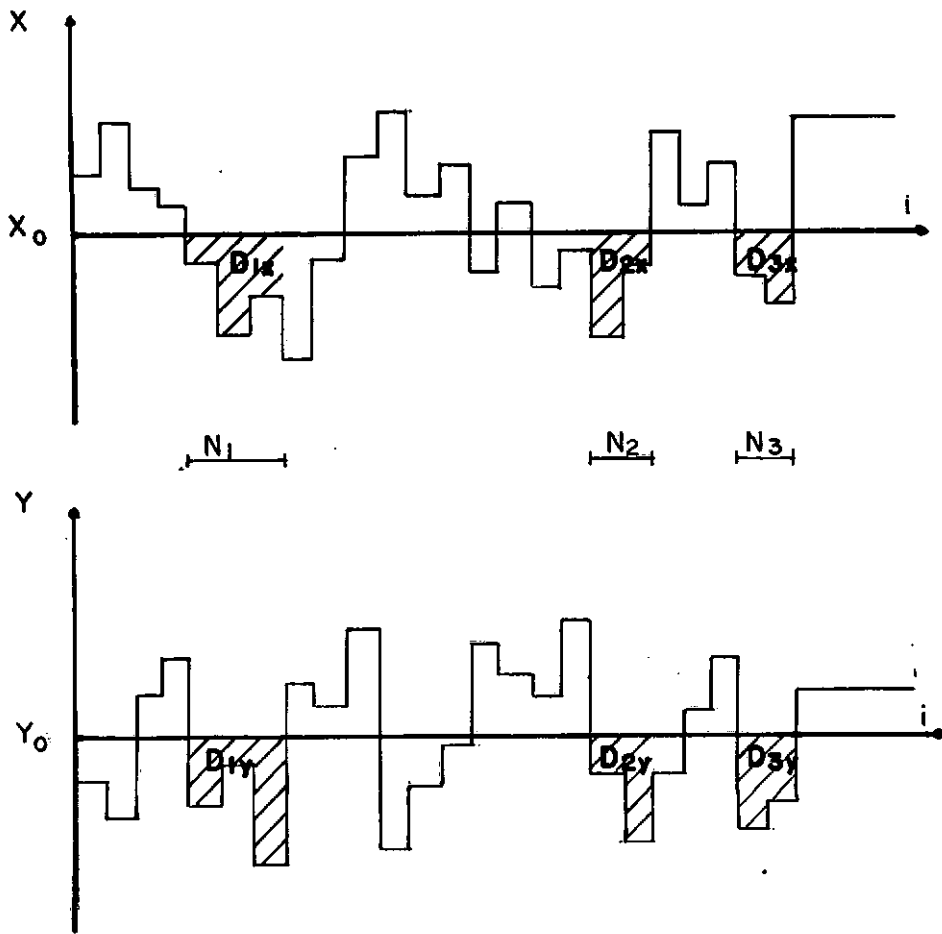 X
X₀
i
D₁ₓ D₂ₓ D₃ₓ
N₁ N₂ N₃
Y
i
Y₀
D₁y D₂y D₃y